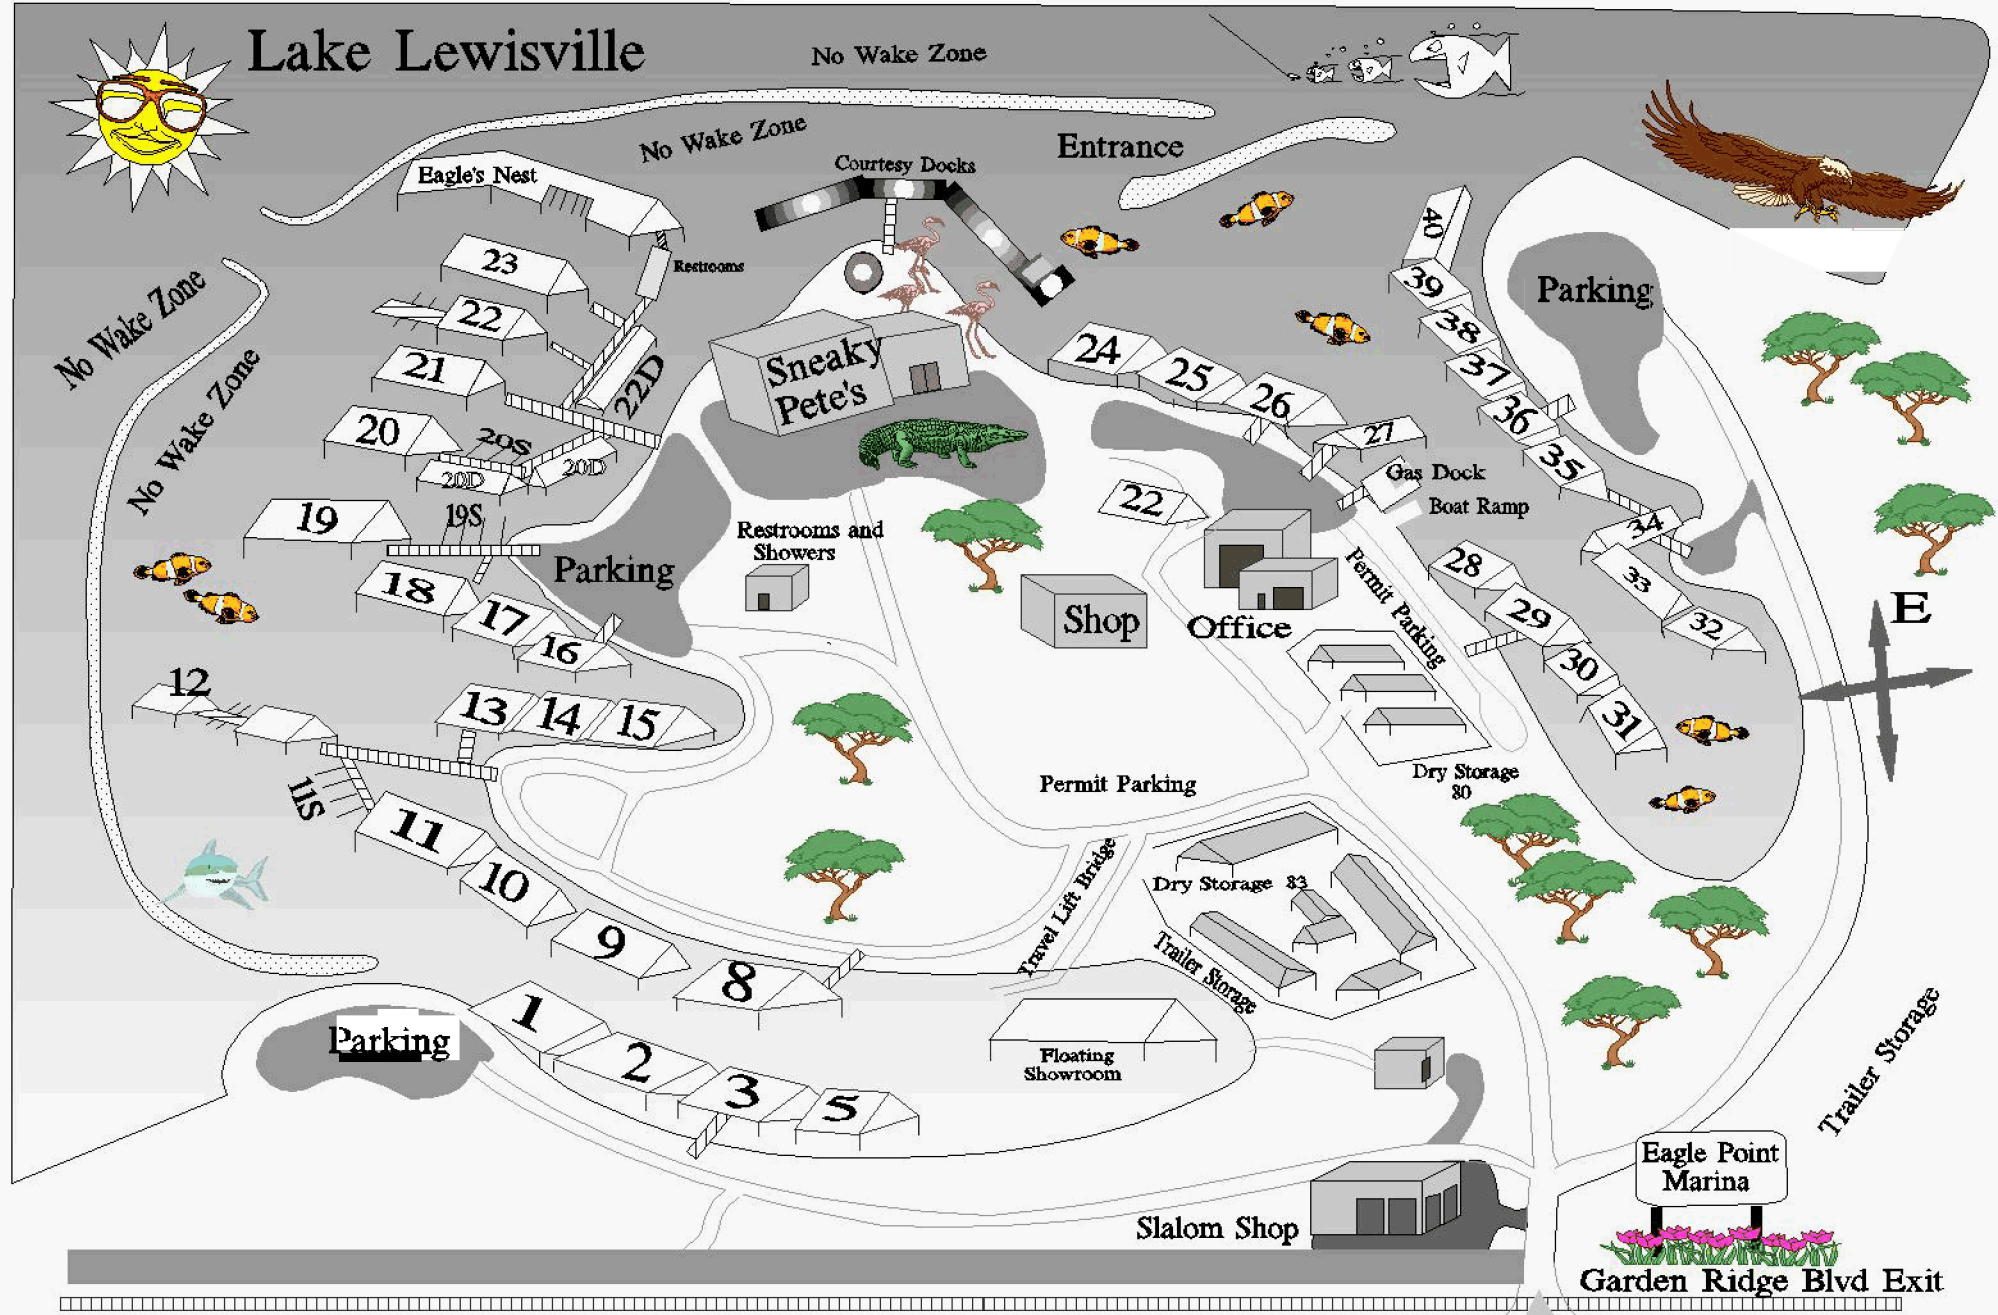 Lake Lewisville
No Wake Zone
No Wake Zone
Entrance
Courtesy Docks
Eagle's Nest
Restrooms
23
22
21
22D
20
20S
20D
20D
19
19S
18
17
16
Parking
No Wake Zone
No Wake Zone
Sneaky
Pete's
24
25
26
27
Gas Dock
Boat Ramp
40
39
38
37
36
35
34
33
32
Parking
28
29
30
31
22
Restrooms and
Showers
Shop
Office
Permit Parking
E
12
13
14
15
11S
11
10
9
8
Permit Parking
Dry Storage
80
Travel Lift Bridge
Dry Storage 83
Trailer Storage
Parking
1
2
3
5
Floating
Showroom
Trailer Storage
Eagle Point
Marina
Slalom Shop
Garden Ridge Blvd Exit